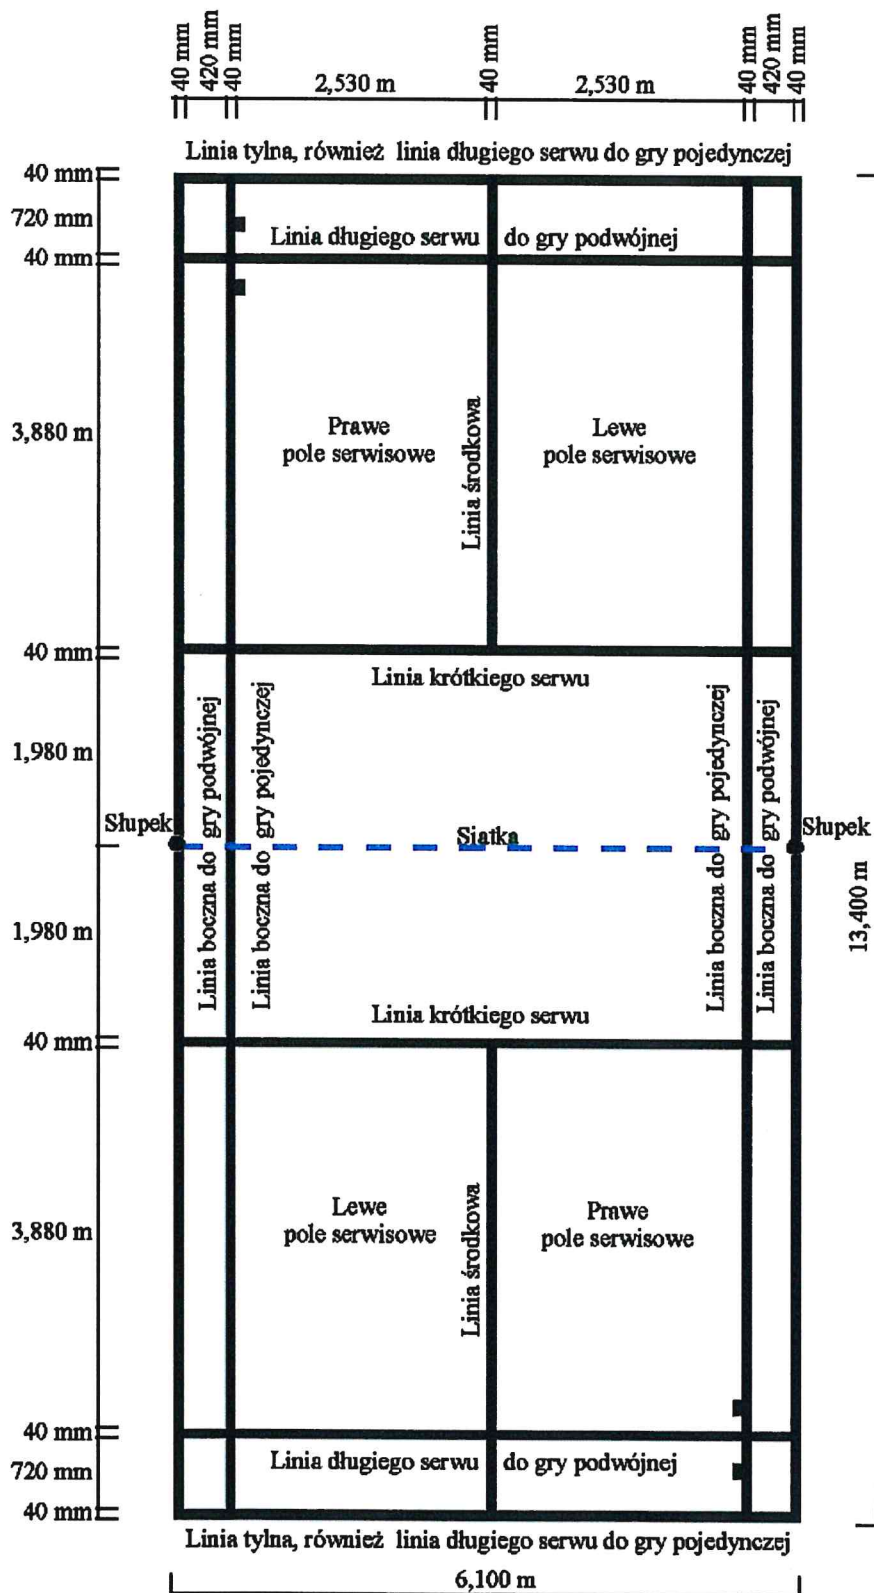 40 mm
420 mm
40 mm
2,530 m
40 mm
2,530 m
40 mm
420 mm
40 mm
Linia tylna, również linia długiego serwu do gry pojedynczej
40 mm
720 mm
Linia długiego serwu do gry podwójnej
40 mm
3,880 m
Prawe
pole serwisowe
Linia środkowa
Lewe
pole serwisowe
40 mm
Linia krótkiego serwu
1,980 m
Linia boczna do gry podwójnej
Linia boczna do gry pojedynczej
Linia boczna do gry pojedynczej
Linia boczna do gry podwójnej
Słupek
Siatka
Słupek
13,400 m
1,980 m
Linia krótkiego serwu
40 mm
3,880 m
Lewe
pole serwisowe
Linia środkowa
Prawe
pole serwisowe
40 mm
Linia długiego serwu do gry podwójnej
720 mm
40 mm
Linia tylna, również linia długiego serwu do gry pojedynczej
6,100 m